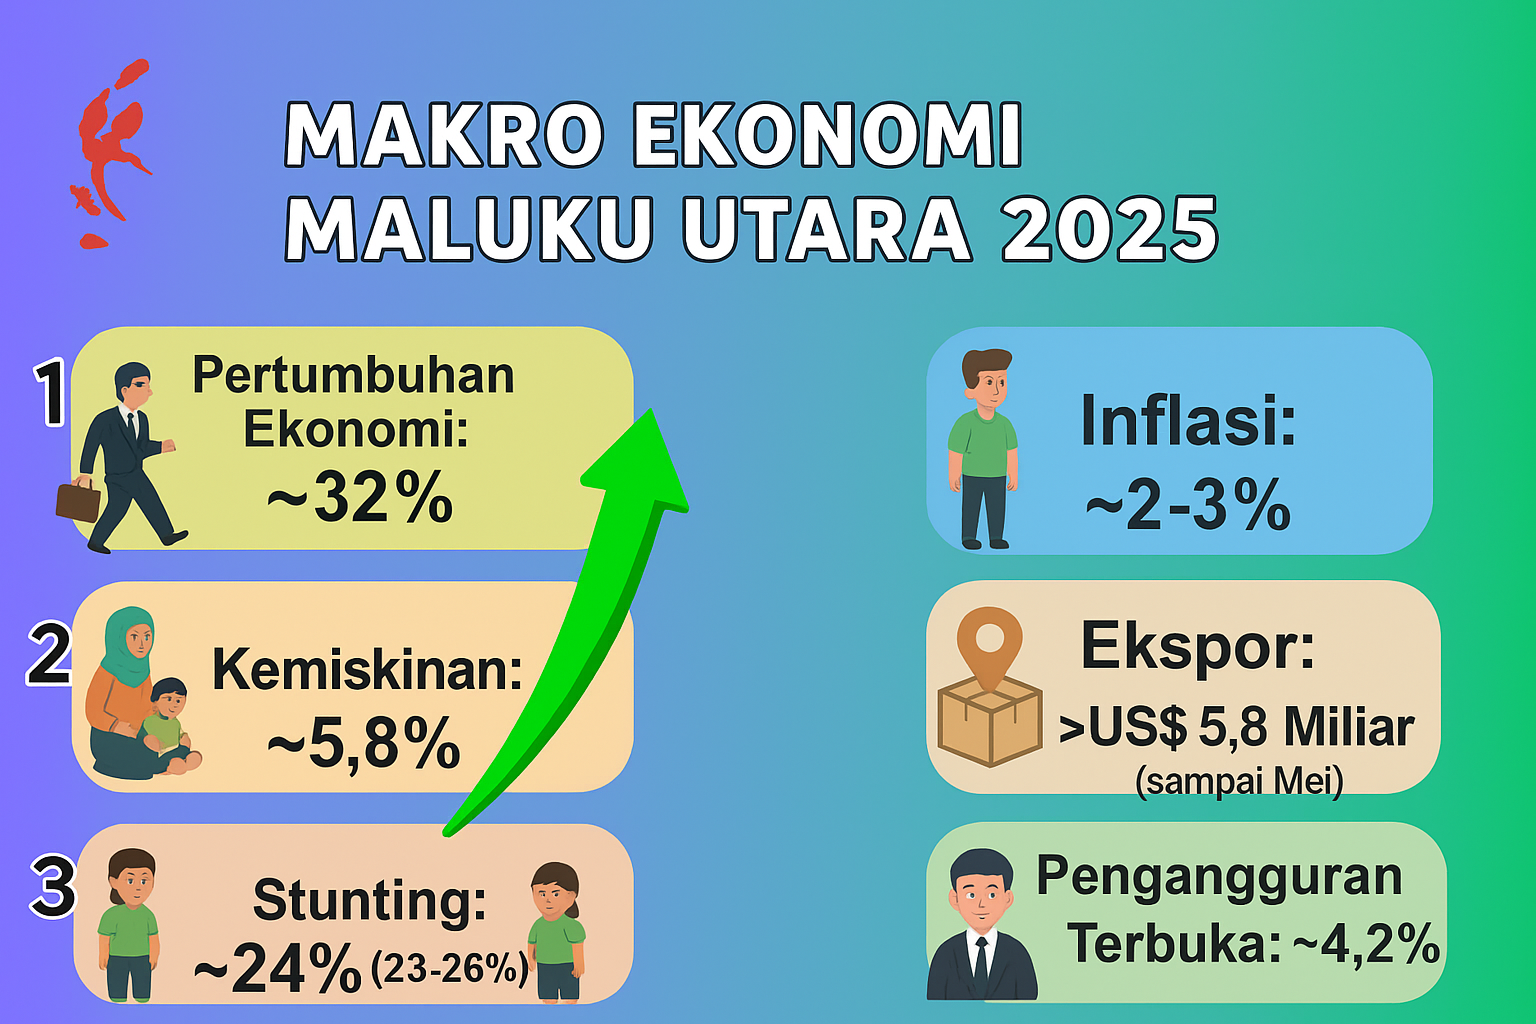 MAKRO EKONOMI
MALUKU UTARA 2025
1
Pertumbuhan
Ekonomi:
~32%
2
Kemiskinan:
~5,8%
3
Stunting:
~24% (23-26%)
Inflasi:
~2-3%
Ekspor:
>US$ 5,8 Miliar
(sampai Mei)
Pengangguran
Terbuka: ~4,2%